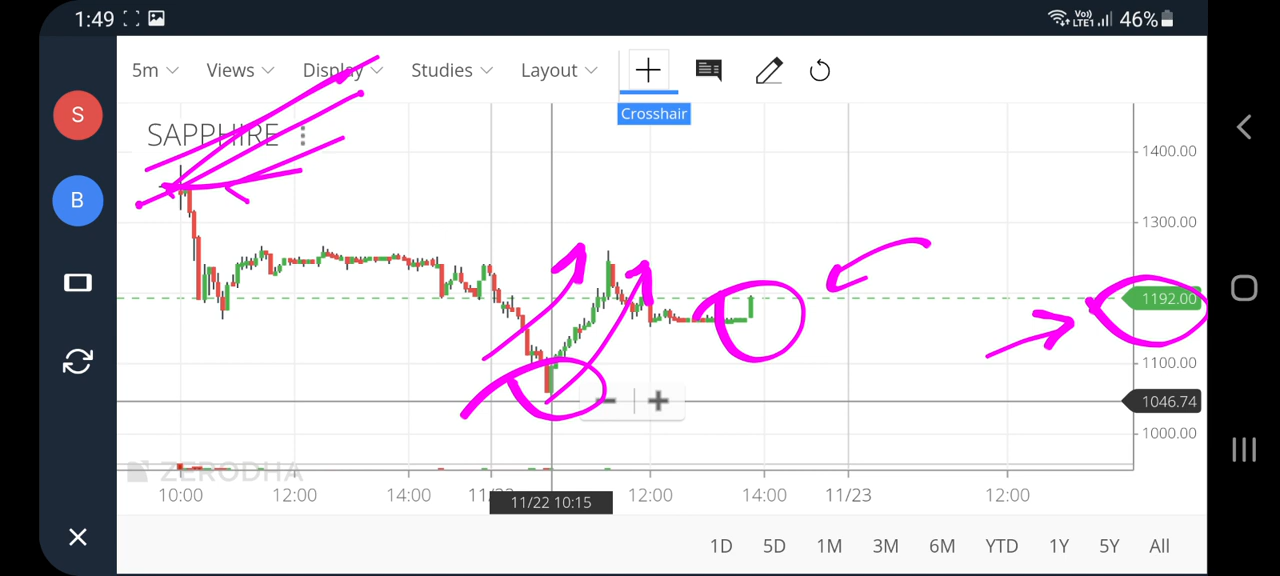 1:49 Vo) LTE1 46%
5m Views Display Studies Layout
Crosshair
S
SAPPHIRE
B
1400.00
1300.00
1192.00
1100.00
1046.74
1000.00
ZERODHA
10:00 12:00 14:00 11/22 10:15 12:00 14:00 11/23 12:00
1D 5D 1M 3M 6M YTD 1Y 5Y All